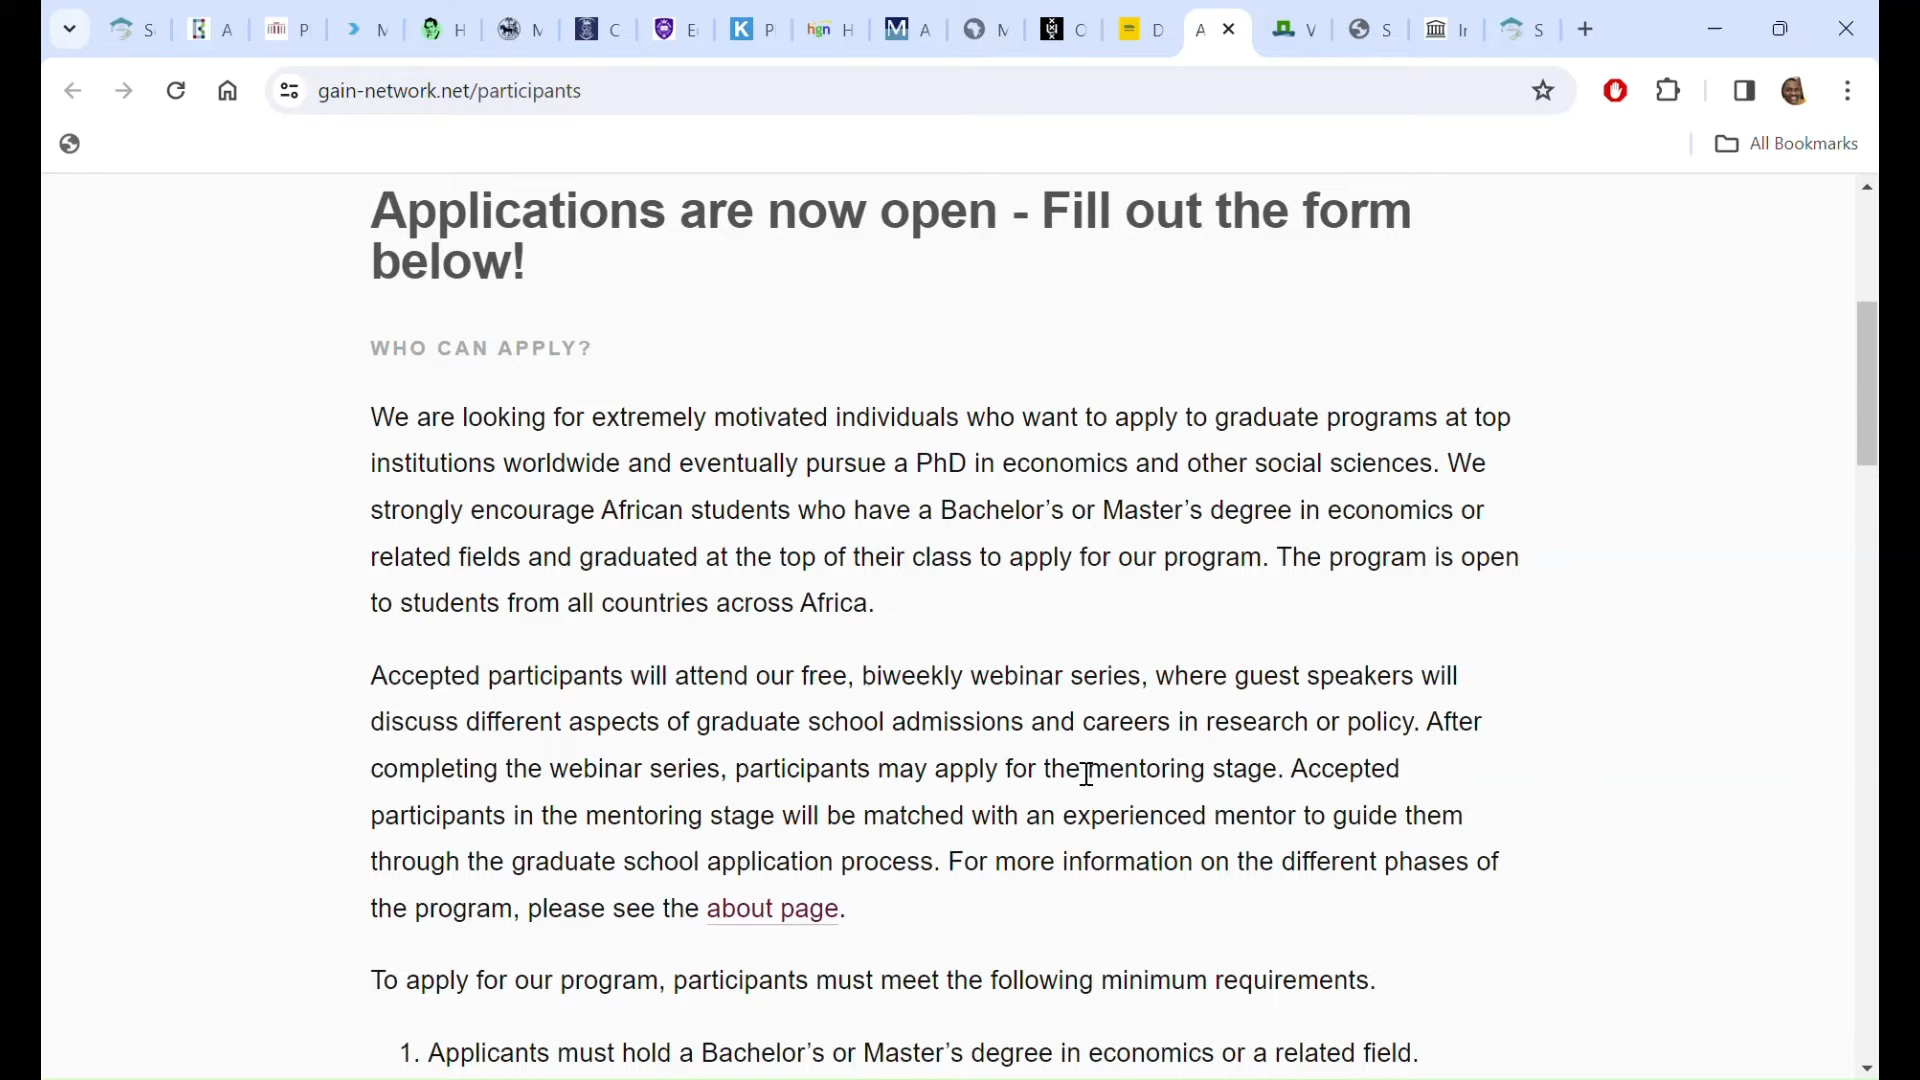 S
A
P
M
H
M
C
E
P
hgn H
A
M
C
D
A
V
S
Ir
S
gain-network.net/participants
All Bookmarks
Applications are now open - Fill out the form
below!
WHO CAN APPLY?
We are looking for extremely motivated individuals who want to apply to graduate programs at top
institutions worldwide and eventually pursue a PhD in economics and other social sciences. We
strongly encourage African students who have a Bachelor’s or Master’s degree in economics or
related fields and graduated at the top of their class to apply for our program. The program is open
to students from all countries across Africa.
Accepted participants will attend our free, biweekly webinar series, where guest speakers will
discuss different aspects of graduate school admissions and careers in research or policy. After
completing the webinar series, participants may apply for the mentoring stage. Accepted
participants in the mentoring stage will be matched with an experienced mentor to guide them
through the graduate school application process. For more information on the different phases of
the program, please see the about page.
To apply for our program, participants must meet the following minimum requirements.
1. Applicants must hold a Bachelor’s or Master’s degree in economics or a related field.